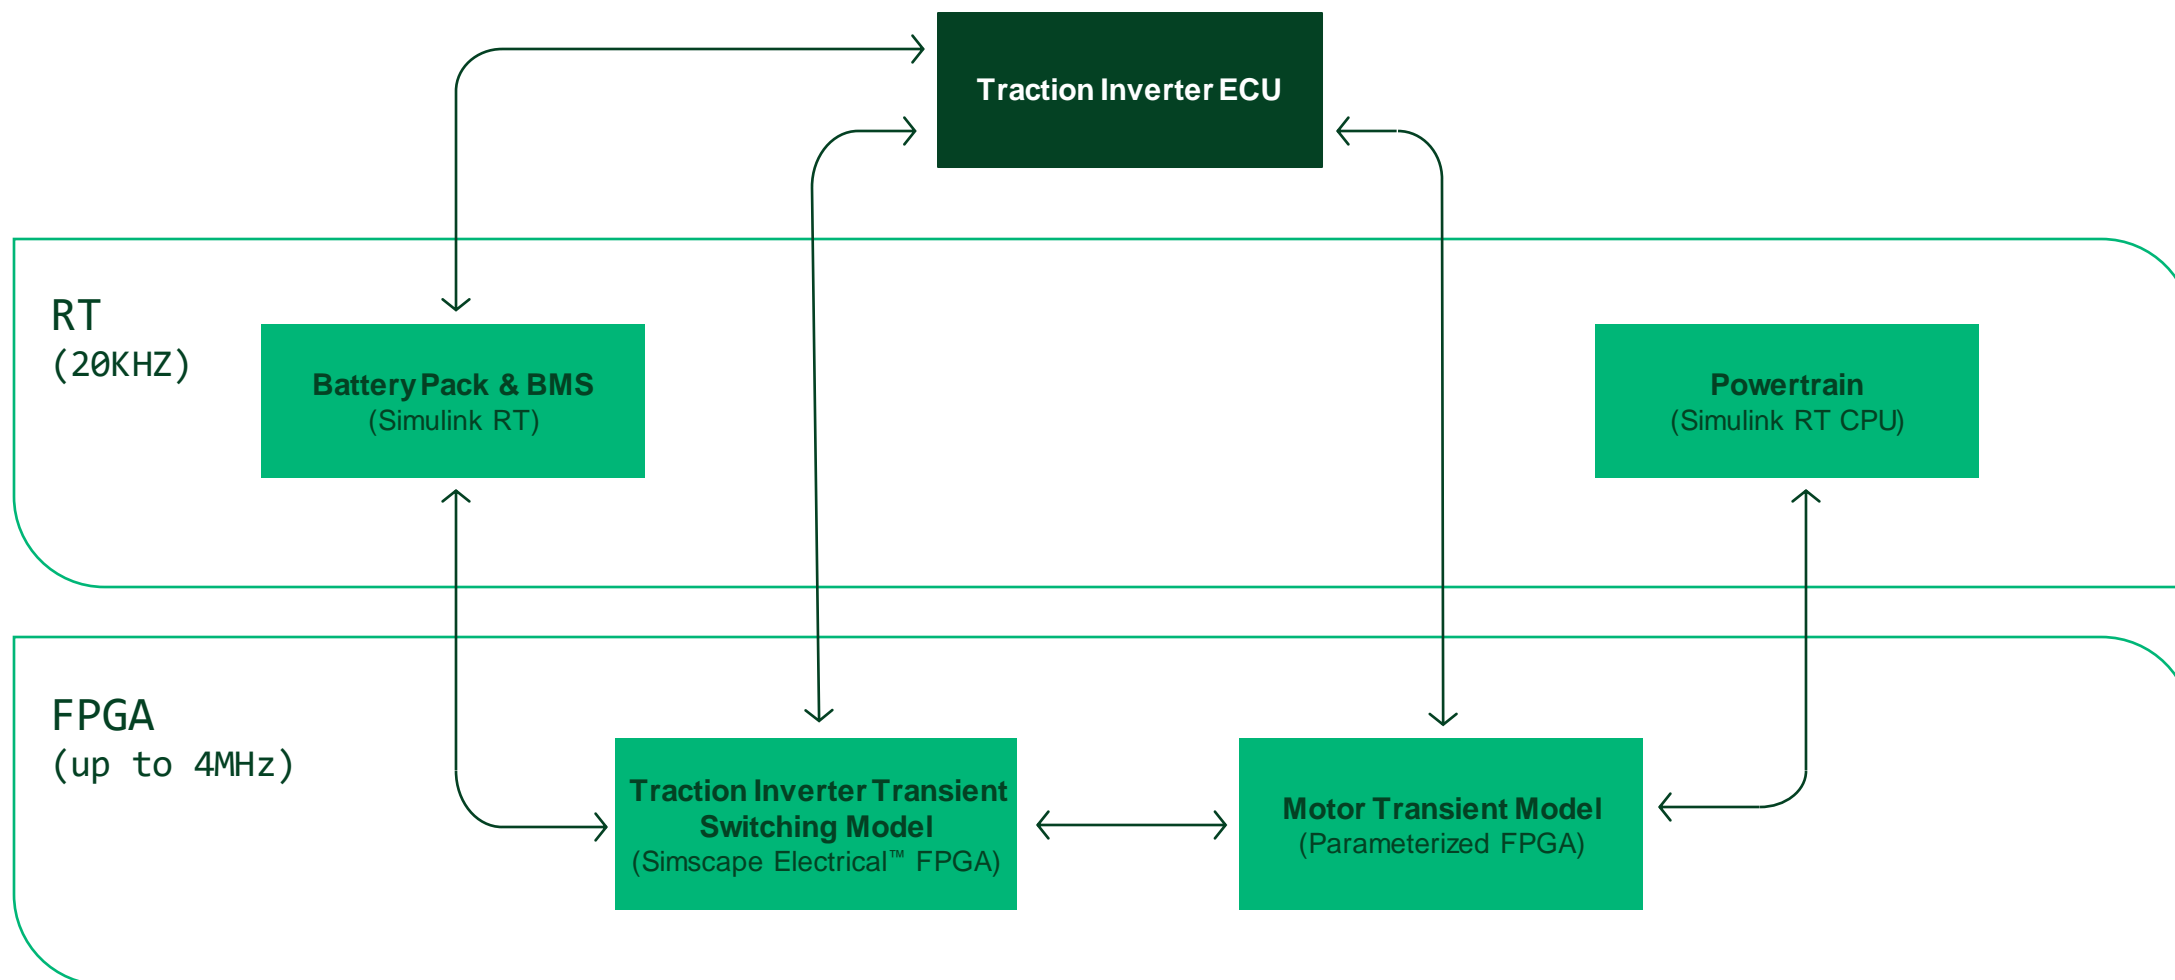 Traction Inverter ECU
RT
(20KHZ)
Battery Pack & BMS
(Simulink RT)
Powertrain
(Simulink RT CPU)
FPGA
(up to 4MHz)
Traction Inverter Transient
Switching Model
(Simscape Electrical™ FPGA)
Motor Transient Model
(Parameterized FPGA)